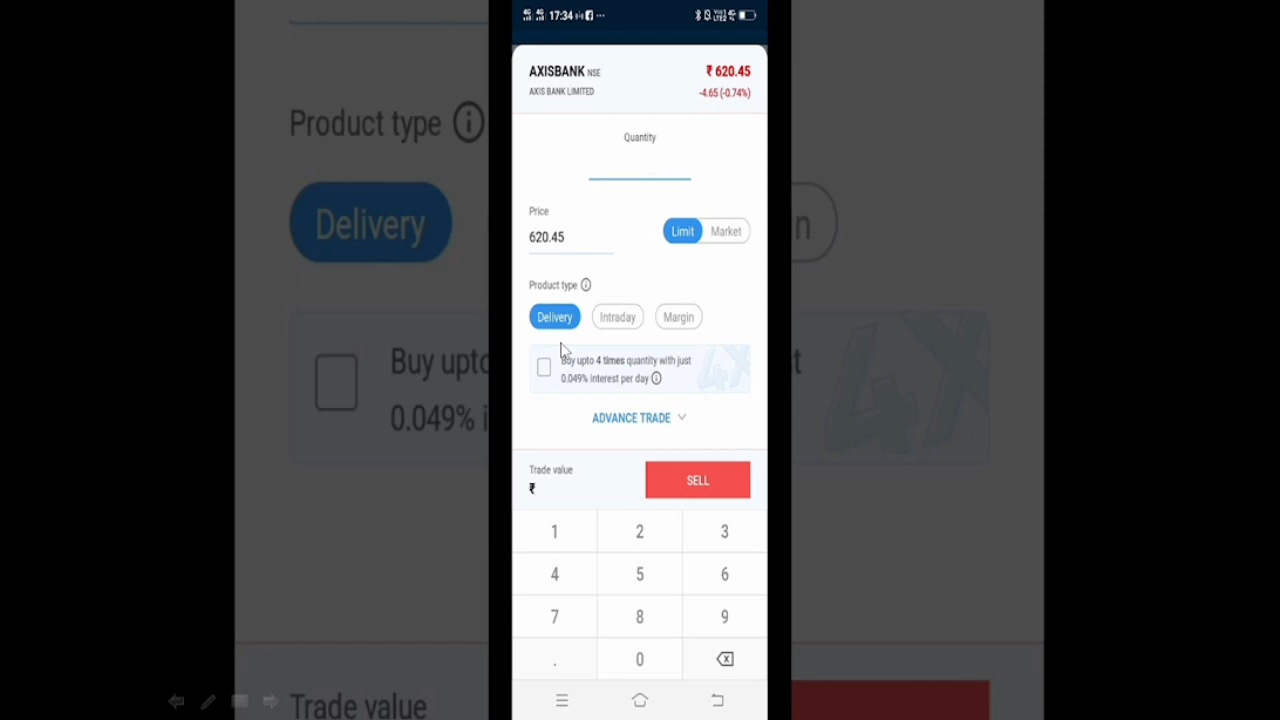 17:34
AXISBANK NSE
₹ 620.45
AXIS BANK LIMITED
-4.65 (-0.74%)
Quantity
Price
620.45
Limit
Market
Product type
Delivery
Intraday
Margin
Buy upto 4 times quantity with just
0.049% interest per day
ADVANCE TRADE
Trade value
₹
SELL
1
2
3
4
5
6
7
8
9
.
0
Product type
Delivery
n
Buy upto
t
0.049% i
4X
Trade value